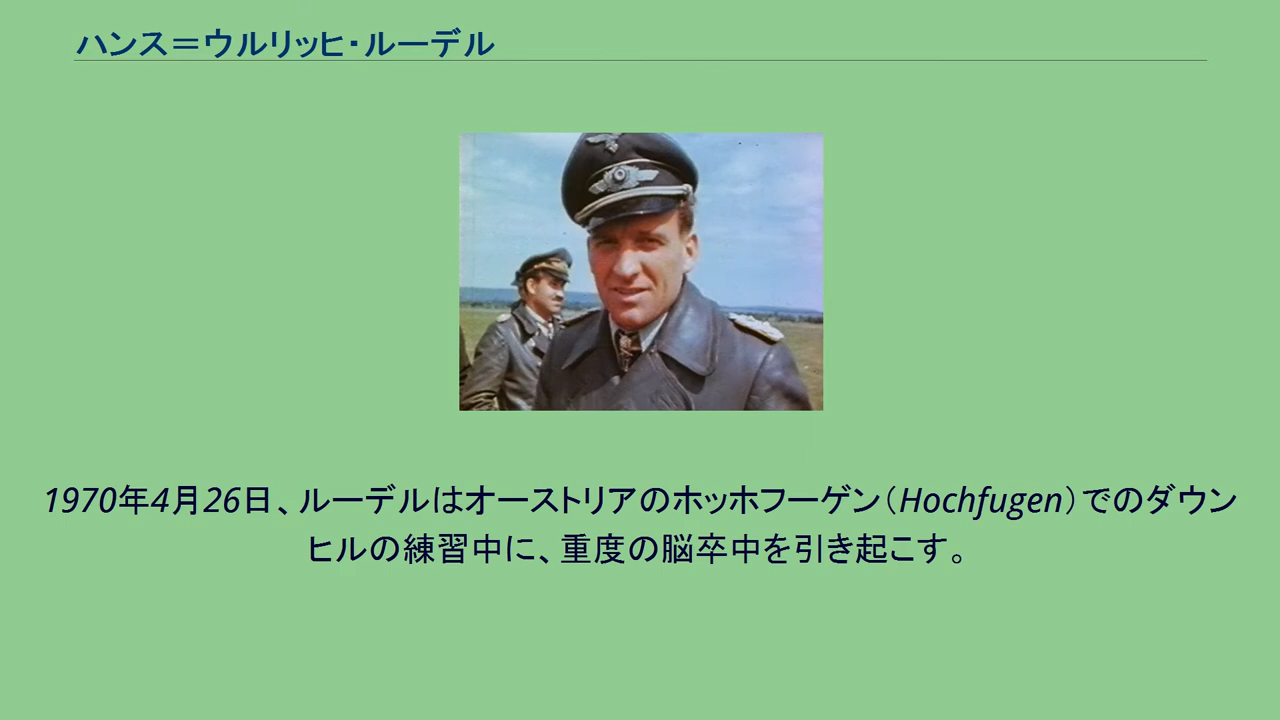 ハンス＝ウルリッヒ・ルーデル
1970年4月26日、ルーデルはオーストリアのホッホフーゲン（Hochfugen）でのダウン
ヒルの練習中に、重度の脳卒中を引き起こす。